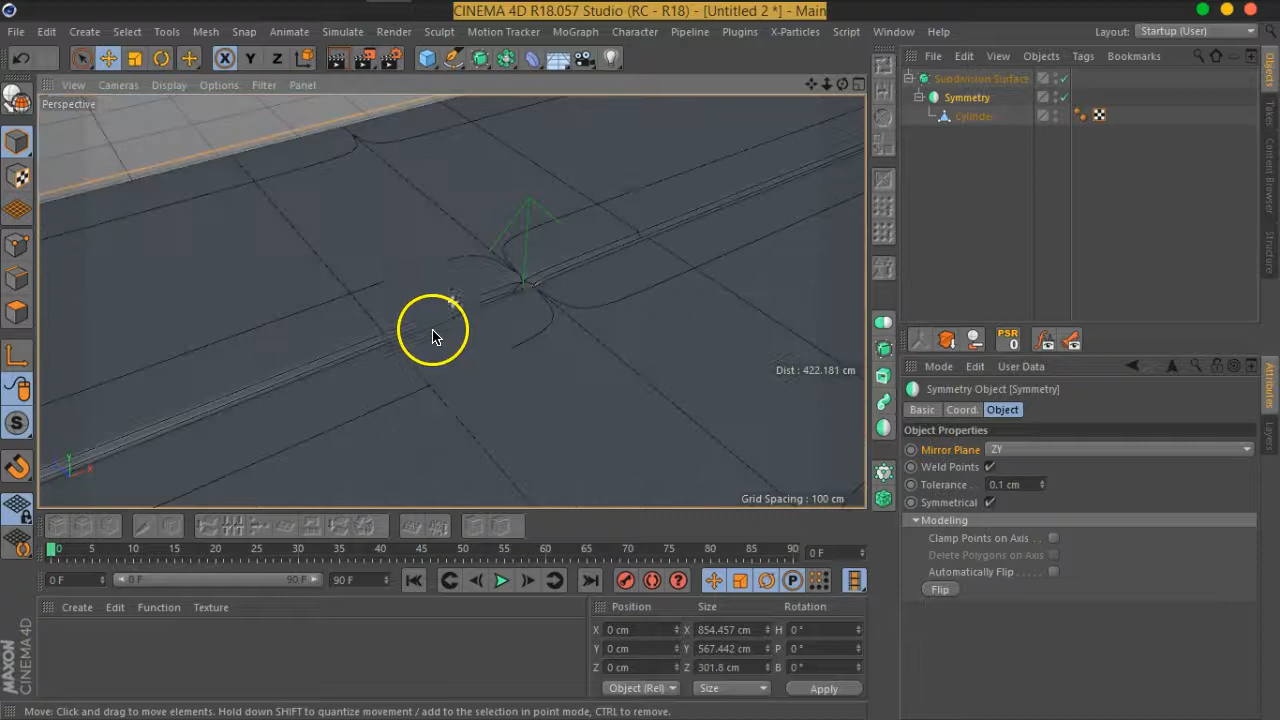 CINEMA 4D R18.057 Studio (RC - R18) - [Untitled 2 *] - Main
File Edit Create Select Tools Mesh Snap Animate Simulate Render Sculpt Motion Tracker MoGraph Character Pipeline Plugins X-Particles Script Window Help Layout: Startup (User)
X Y Z
File Edit View Objects Tags Bookmarks
View Cameras Display Options Filter Panel
Perspective
Subdivision Surface
Symmetry
Cylinder
Objects
Takes
Content Browser
Structure
PSR
0
Mode Edit User Data
Symmetry Object [Symmetry]
Basic Coord. Object
Object Properties
Mirror Plane ZY
Weld Points
Tolerance . . 0.1 cm
Symmetrical
Modeling
Clamp Points on Axis . .
Delete Polygons on Axis
Automatically Flip . . . . .
Flip
Attributes
Layers
Dist : 422.181 cm
Grid Spacing : 100 cm
Y
X
S
0 5 10 15 20 25 30 35 40 45 50 55 60 65 70 75 80 85 90 0 F
0 F 0 F 90 F 90 F
P
Create Edit Function Texture
Position Size Rotation
X 0 cm X 854.457 cm H 0 °
Y 0 cm Y 567.442 cm P 0 °
Z 0 cm Z 301.8 cm B 0 °
Object (Rel) Size Apply
MAXON
CINEMA 4D
Move: Click and drag to move elements. Hold down SHIFT to quantize movement / add to the selection in point mode, CTRL to remove.